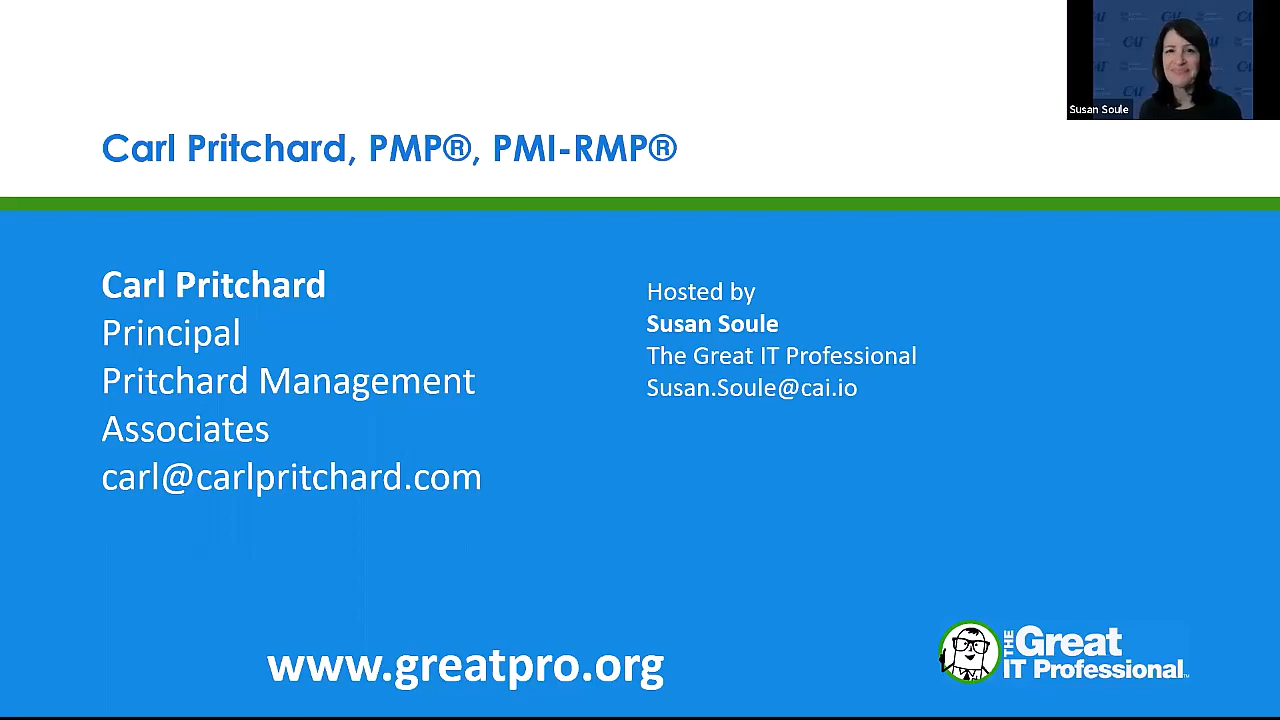 Susan Soule
Carl Pritchard, PMP®, PMI-RMP®
Carl Pritchard
Principal
Pritchard Management
Associates
carl@carlpritchard.com
Hosted by
Susan Soule
The Great IT Professional
Susan.Soule@cai.io
www.greatpro.org
THE Great
IT Professional